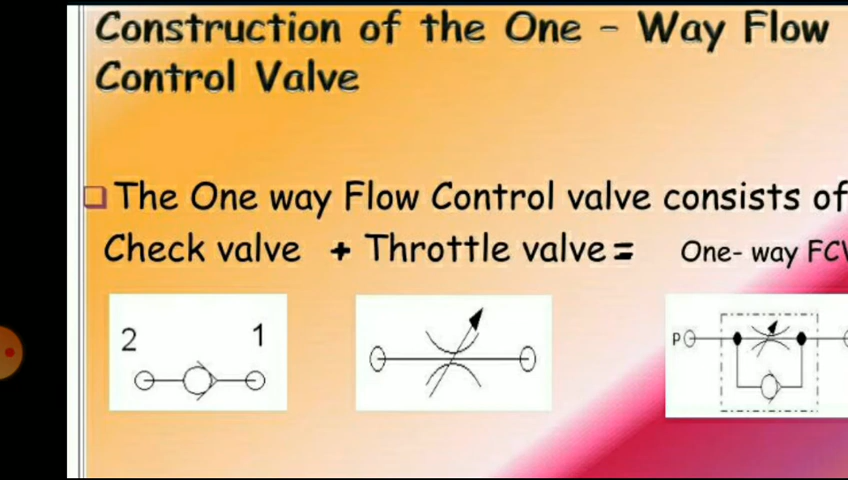 Construction of the One - Way Flow
Control Valve
The One way Flow Control valve consists of
Check valve + Throttle valve = One- way FCV
2 1
P